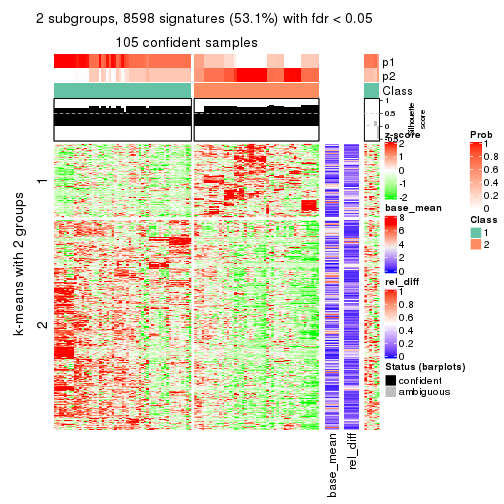 2 subgroups, 8598 signatures (53.1%) with fdr < 0.05
105 confident samples
p1
p2
Class
1
0.5
0
Silhouette
score
k-means with 2 groups
1
2
base_mean
rel_diff
z-score
2
1
0
-1
-2
base_mean
8
6
4
2
0
rel_diff
1
0.8
0.6
0.4
0.2
0
Status (barplots)
confident
ambiguous
Prob
1
0.8
0.6
0.4
0.2
0
Class
1
2